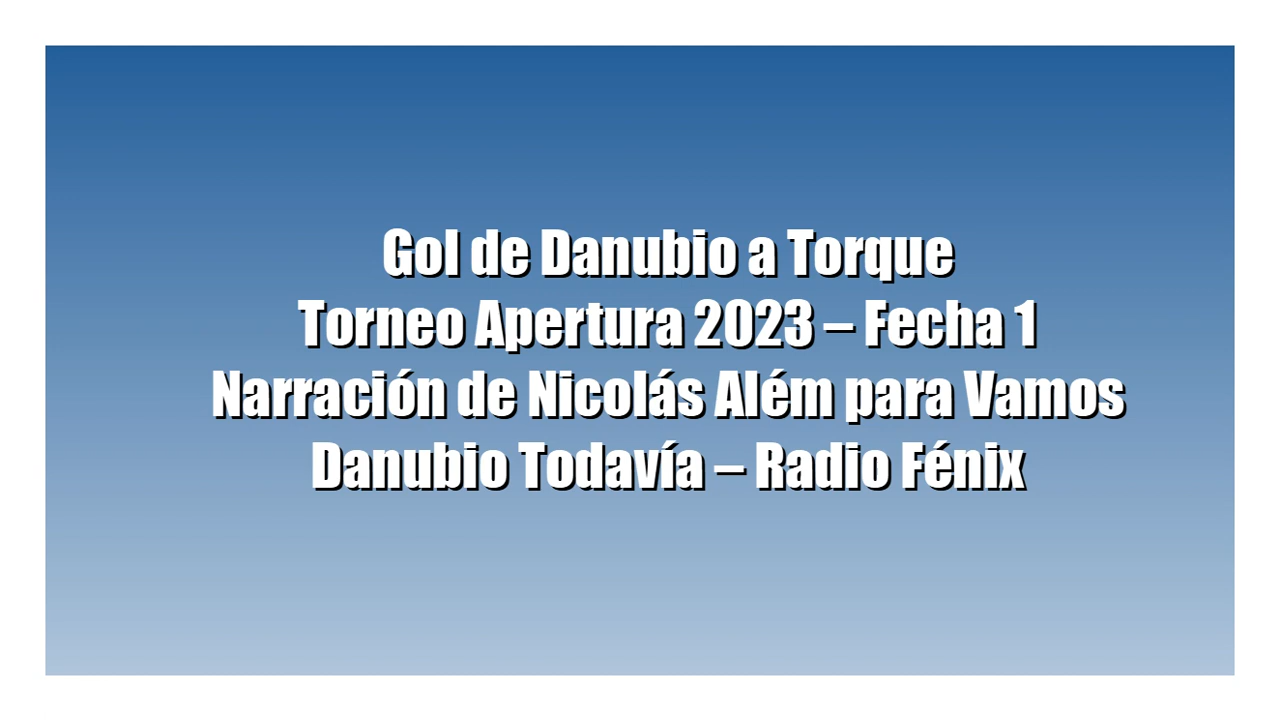 Gol de Danubio a Torque
Torneo Apertura 2023 – Fecha 1
Narración de Nicolás Além para Vamos
Danubio Todavía – Radio Fénix